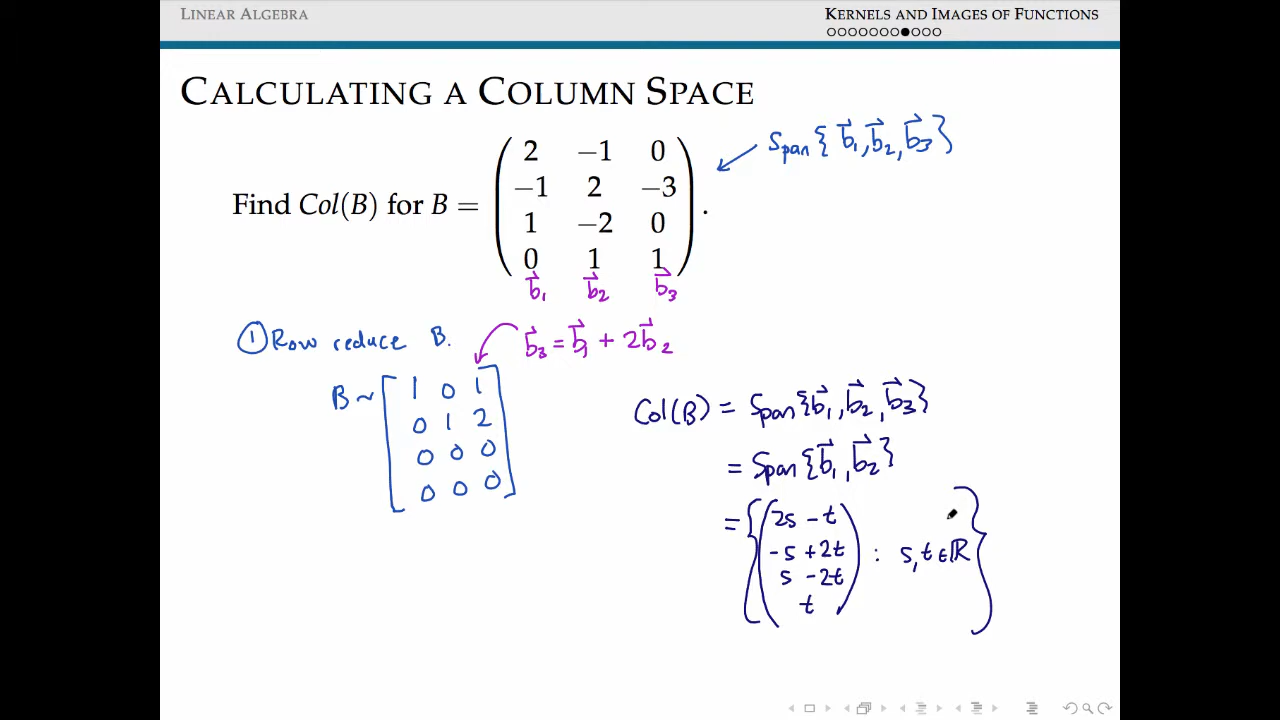 LINEAR ALGEBRA
KERNELS AND IMAGES OF FUNCTIONS
CALCULATING A COLUMN SPACE
Span{ b⃗₁, b⃗₂, b⃗₃ }
Find Col(B) for B =
2 −1 0
−1 2 −3
1 −2 0
0 1 1
.
b⃗₁ b⃗₂ b⃗₃
① Row reduce B.
b⃗₃ = b⃗₁ + 2b⃗₂
B ~
1 0 1
0 1 2
0 0 0
0 0 0
Col(B) = Span{b⃗₁, b⃗₂, b⃗₃}
= Span{b⃗₁, b⃗₂}
= {
2s − t
−s + 2t
s − 2t
t
: s, t ∈ ℝ }